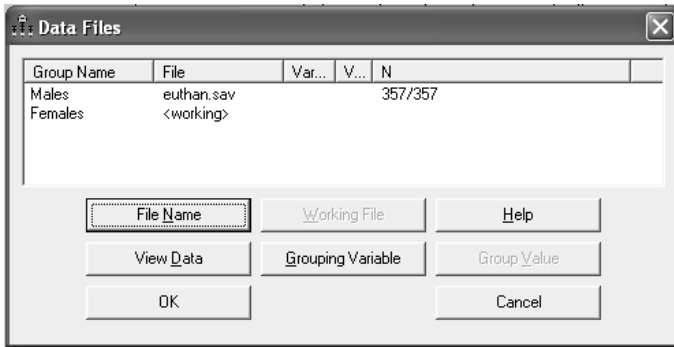 Data Files
Group Name File Var... V... N
Males euthan.sav 357/357
Females <working>
File Name Working File Help
View Data Grouping Variable Group Value
OK Cancel